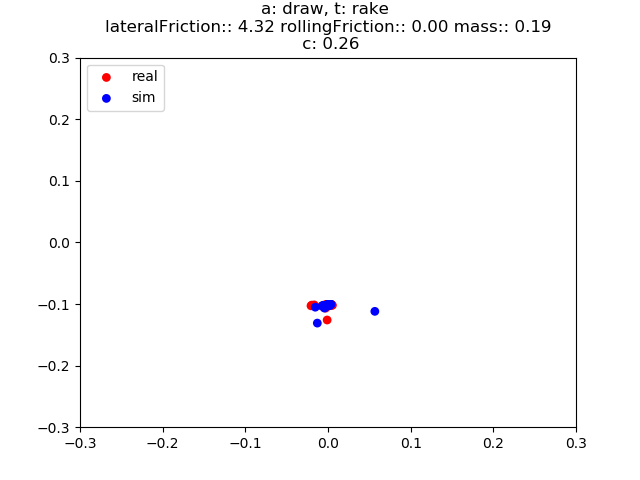 a: draw, t: rake
lateralFriction:: 4.32 rollingFriction:: 0.00 mass:: 0.19
c: 0.26
real
sim
0.3
0.2
0.1
0.0
−0.1
−0.2
−0.3
−0.3 −0.2 −0.1 0.0 0.1 0.2 0.3